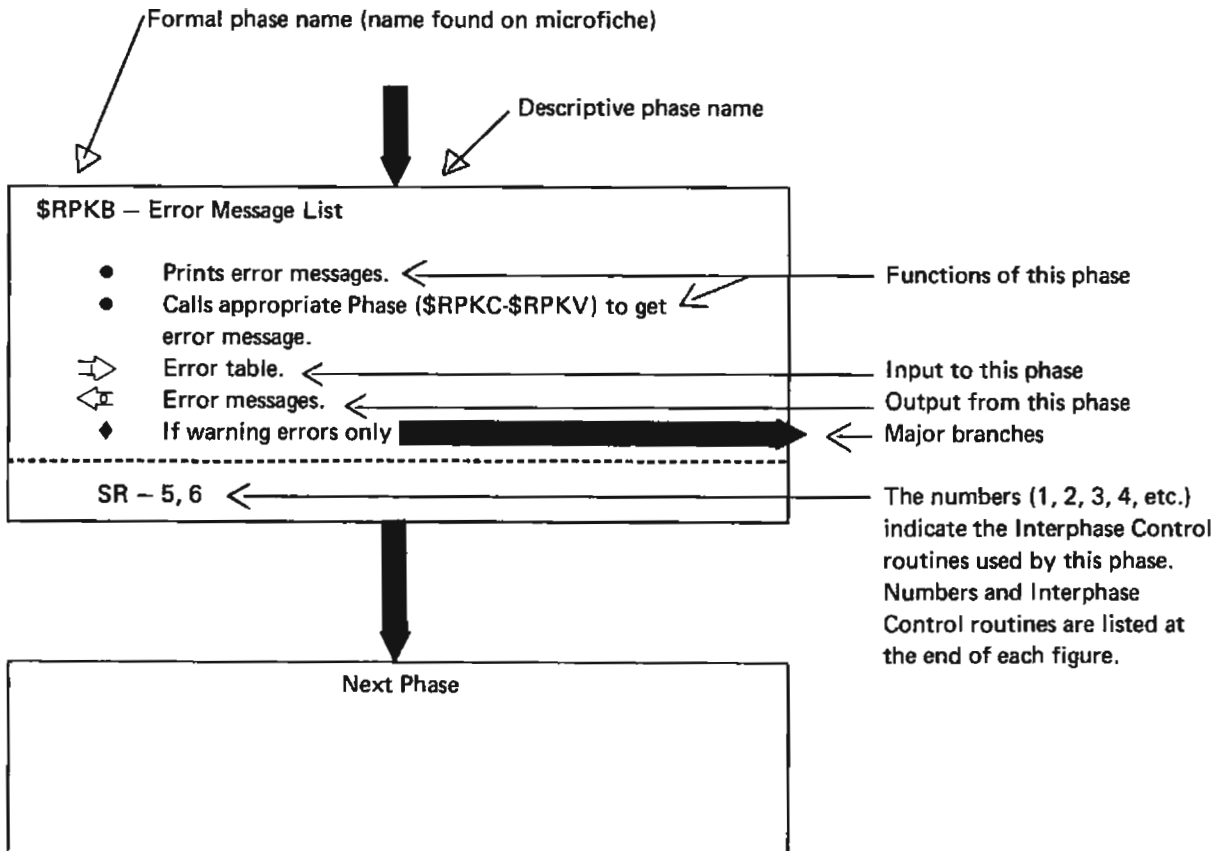 Formal phase name (name found on microfiche)
Descriptive phase name
$RPKB — Error Message List
● Prints error messages.
Functions of this phase
● Calls appropriate Phase ($RPKC-$RPKV) to get
error message.
Error table.
Input to this phase
Error messages.
Output from this phase
♦ If warning errors only
Major branches
SR — 5, 6
The numbers (1, 2, 3, 4, etc.)
indicate the Interphase Control
routines used by this phase.
Numbers and Interphase
Control routines are listed at
the end of each figure.
Next Phase